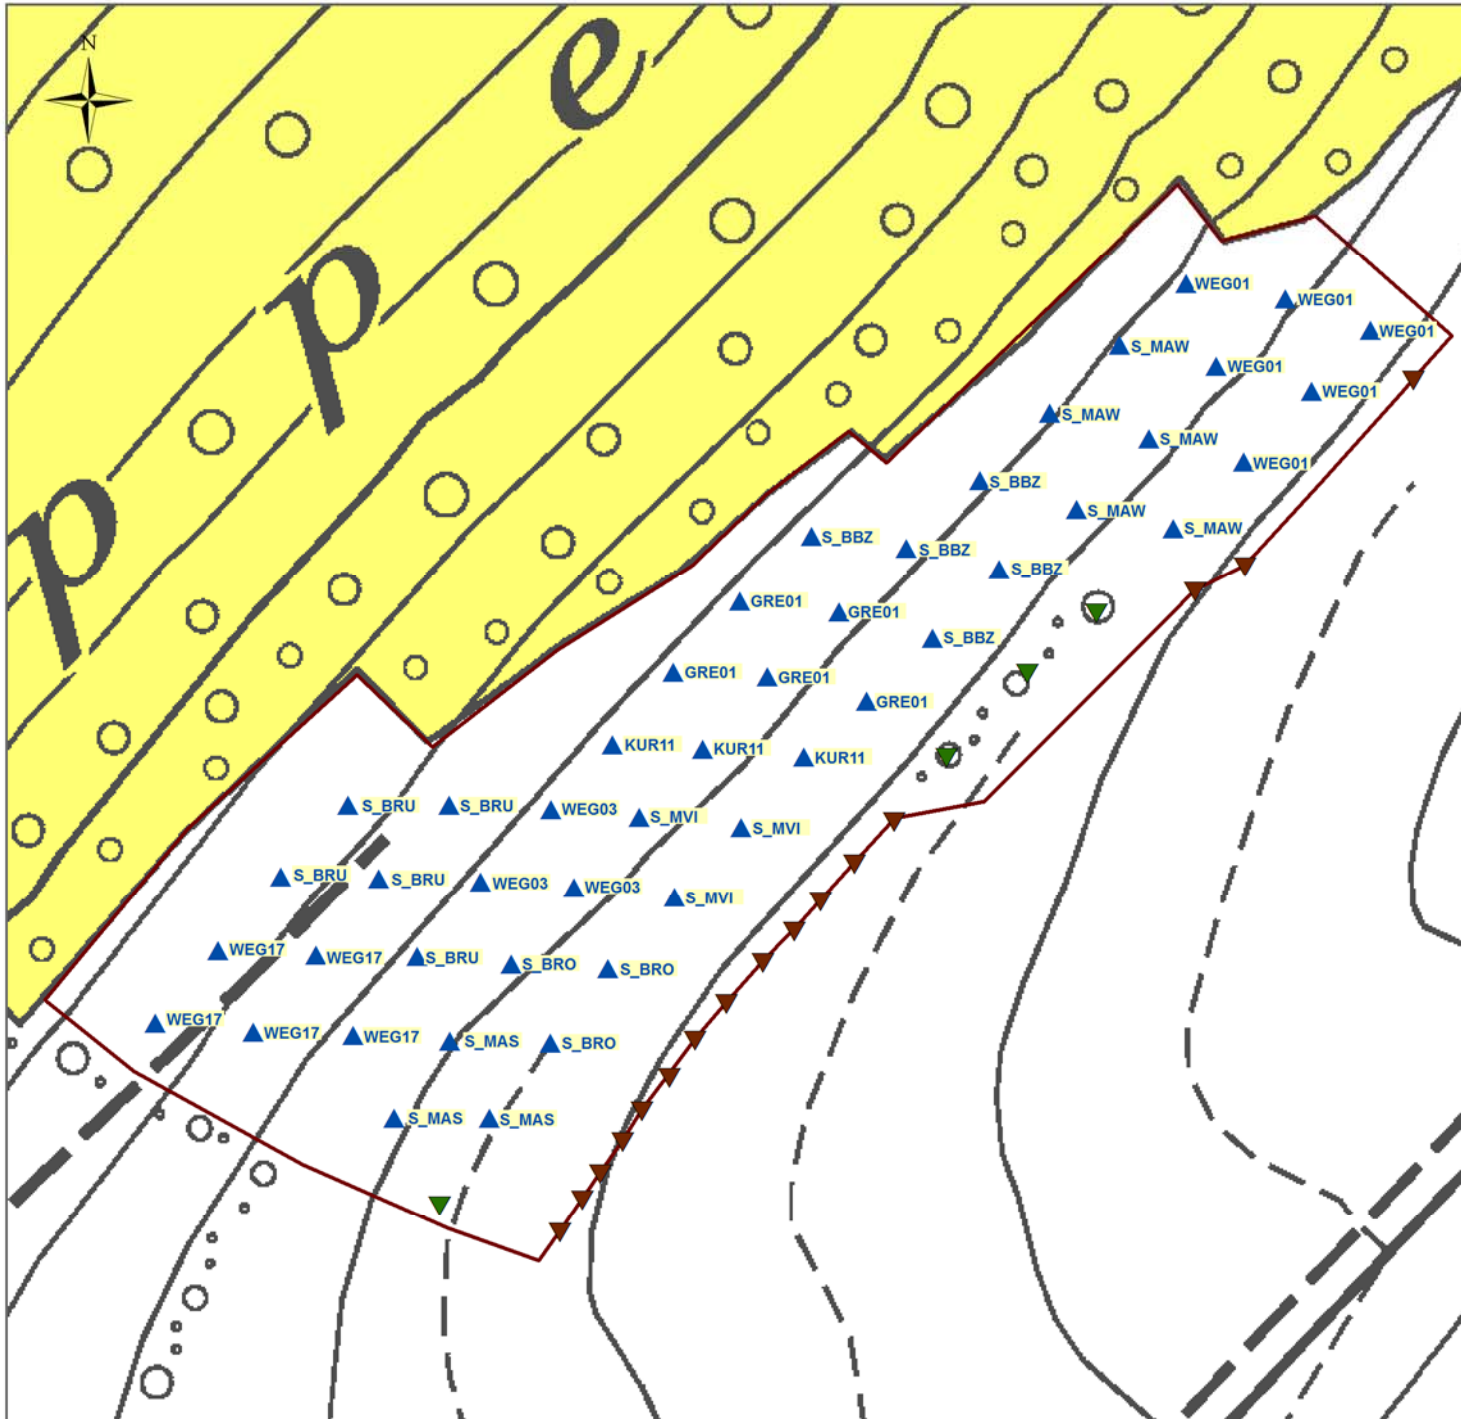 N
e
p
p
WEG01
WEG01
WEG01
S_MAW
WEG01
WEG01
S_MAW
S_MAW
WEG01
S_BBZ
S_MAW
S_MAW
S_BBZ
S_BBZ
S_BBZ
GRE01
GRE01
S_BBZ
GRE01
GRE01
GRE01
KUR11
KUR11
KUR11
S_BRU
S_BRU
WEG03
S_MVI
S_MVI
S_BRU
S_BRU
WEG03
WEG03
S_MVI
WEG17
WEG17
S_BRU
S_BRO
S_BRO
WEG17
WEG17
WEG17
S_MAS
S_BRO
S_MAS
S_MAS